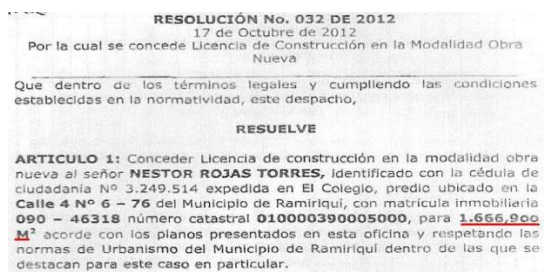 RESOLUCIÓN No. 032 DE 2012
17 de Octubre de 2012
Por la cual se concede Licencia de Construcción en la Modalidad Obra
Nueva
Que dentro de los términos legales y cumpliendo las condiciones
establecidas en la normatividad, este despacho,
RESUELVE
ARTICULO 1: Conceder Licencia de construcción en la modalidad obra
nueva al señor NESTOR ROJAS TORRES, identificado con la cédula de
ciudadanía Nº 3.249.514 expedida en El Colegio, predio ubicado en la
Calle 4 Nº 6 – 76 del Municipio de Ramiriquí, con matricula inmobiliaria
090 – 46318 número catastral 010000390005000, para 1.666,9oo
M² acorde con los planos presentados en esta oficina y respetando las
normas de Urbanismo del Municipio de Ramiriquí dentro de las que se
destacan para este caso en particular.